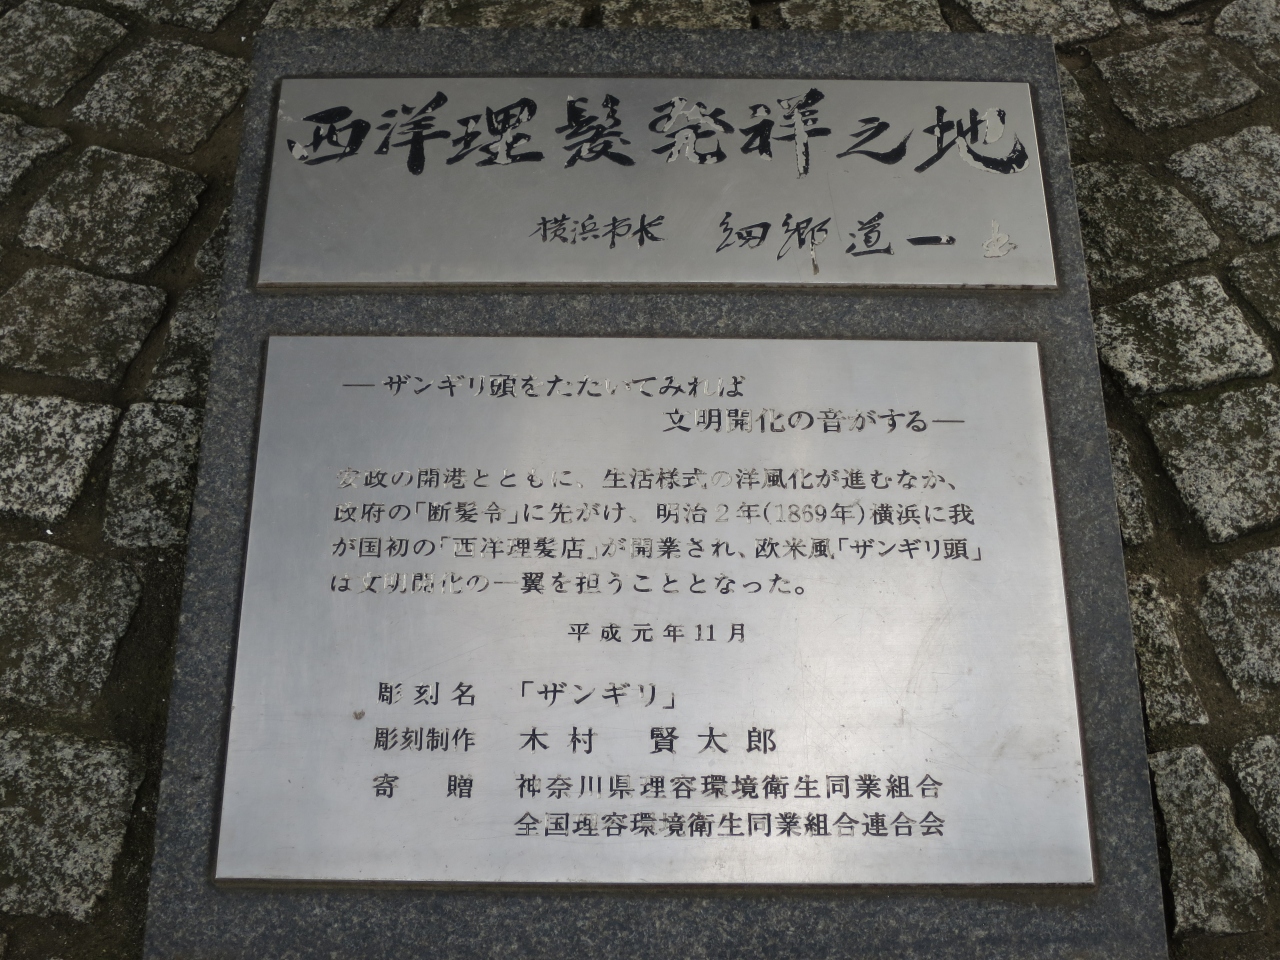 西洋理髪発祥之地
横浜市長 細郷道一 書
―ザンギリ頭をたたいてみれば
文明開化の音がする―
安政の開港とともに、生活様式の洋風化が進むなか、
政府の「断髪令」に先がけ、明治2年(1869年)横浜に我
が国初の「西洋理髪店」が開業され、欧米風「ザンギリ頭」
は文明開化の一翼を担うこととなった。
平成元年11月
彫刻名 「ザンギリ」
彫刻制作 木村 賢太郎
寄贈 神奈川県理容環境衛生同業組合
全国理容環境衛生同業組合連合会